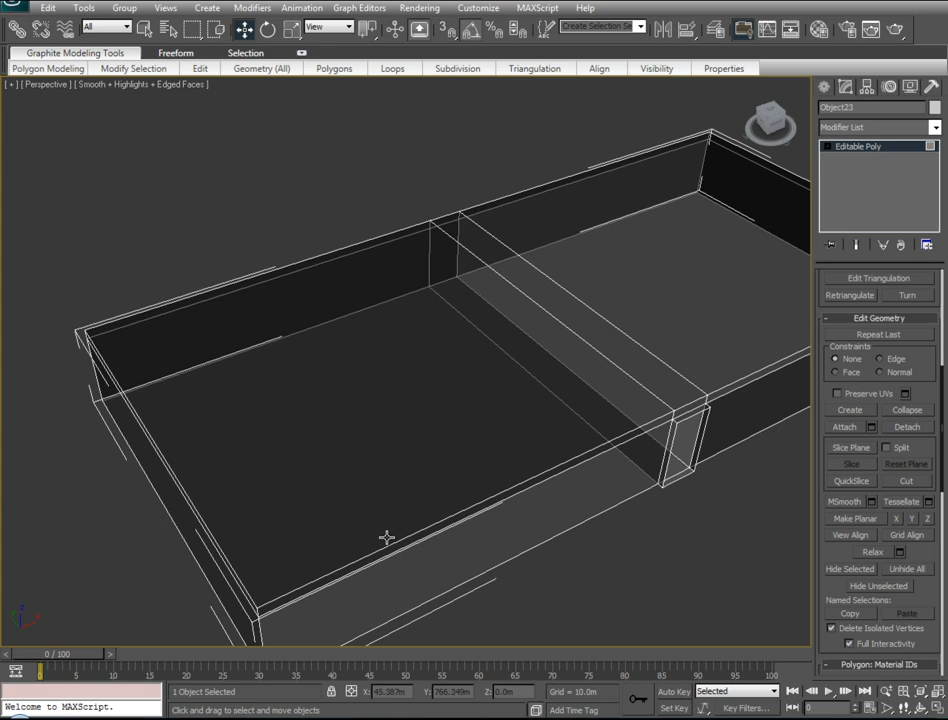 Edit Tools Group Views Create Modifiers Animation Graph Editors Rendering Customize MAXScript Help
All View 3 % ABC Create Selection Se
Graphite Modeling Tools Freeform Selection
Polygon Modeling Modify Selection Edit Geometry (All) Polygons Loops Subdivision Triangulation Align Visibility Properties
[ + ] [ Perspective ] [ Smooth + Highlights + Edged Faces ]
Object23
Modifier List
Editable Poly
Edit Triangulation
Retriangulate Turn
- Edit Geometry
Repeat Last
Constraints
None Edge
Face Normal
Preserve UVs
Create Collapse
Attach Detach
Slice Plane Split
Slice Reset Plane
QuickSlice Cut
MSmooth Tessellate
Make Planar X Y Z
View Align Grid Align
Relax
Hide Selected Unhide All
Hide Unselected
Named Selections:
Copy Paste
Delete Isolated Vertices
Full Interactivity
- Polygon: Material IDs
< 0 / 100 >
0 5 10 15 20 25 30 35 40 45 50 55 60 65 70 75 80 85 90 95 100
1 Object Selected X: 45.387m Y: 766.349m Z: 0.0m Grid = 10.0m Auto Key Selected
Welcome to MAXScript. Click and drag to select and move objects Add Time Tag Set Key Key Filters... 0